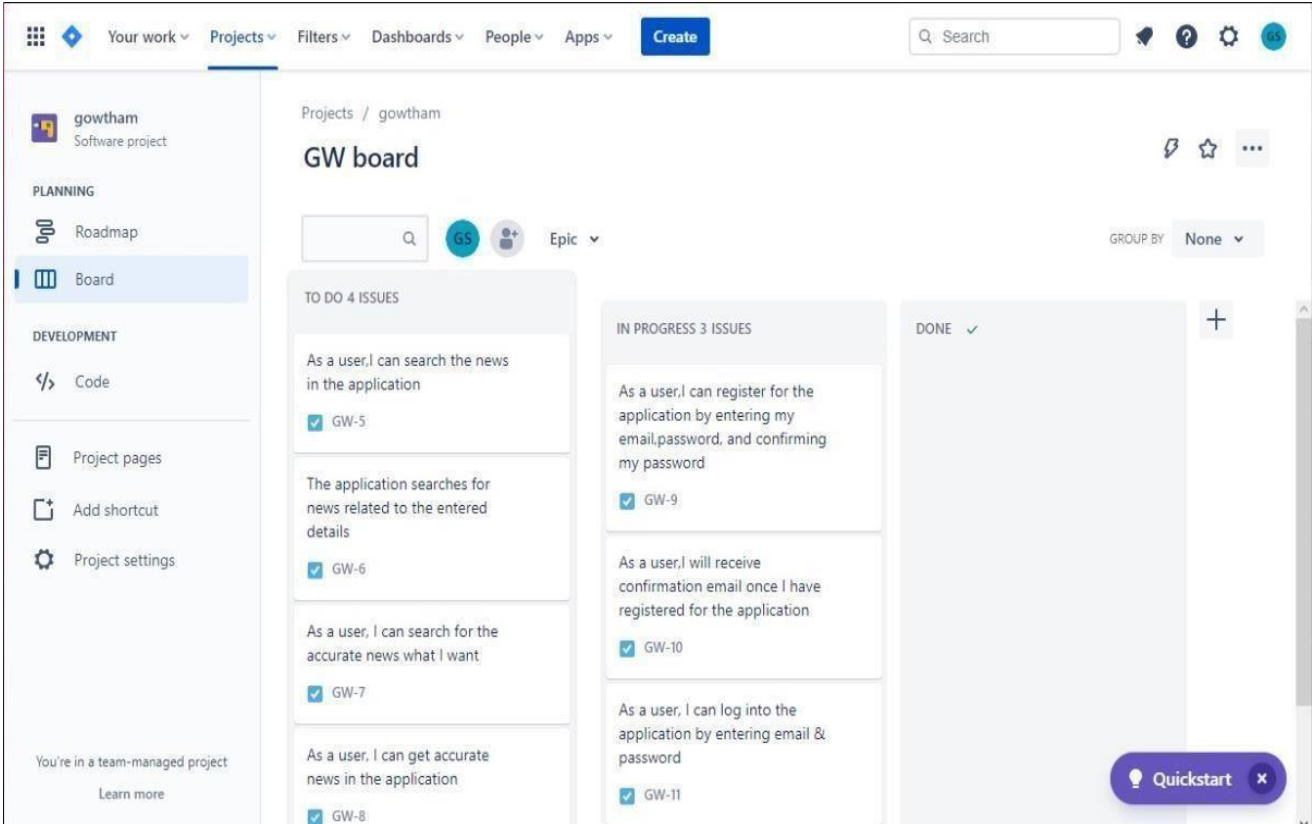 Your work Projects Filters Dashboards People Apps Create Search GS
gowtham
Software project
PLANNING
Roadmap
Board
DEVELOPMENT
Code
Project pages
Add shortcut
Project settings
You're in a team-managed project
Learn more
Projects / gowtham
GW board
GS Epic GROUP BY None
TO DO 4 ISSUES
As a user,I can search the news
in the application
GW-5
The application searches for
news related to the entered
details
GW-6
As a user, I can search for the
accurate news what I want
GW-7
As a user, I can get accurate
news in the application
GW-8
IN PROGRESS 3 ISSUES
As a user,I can register for the
application by entering my
email,password, and confirming
my password
GW-9
As a user,I will receive
confirmation email once I have
registered for the application
GW-10
As a user, I can log into the
application by entering email &
password
GW-11
DONE
Quickstart